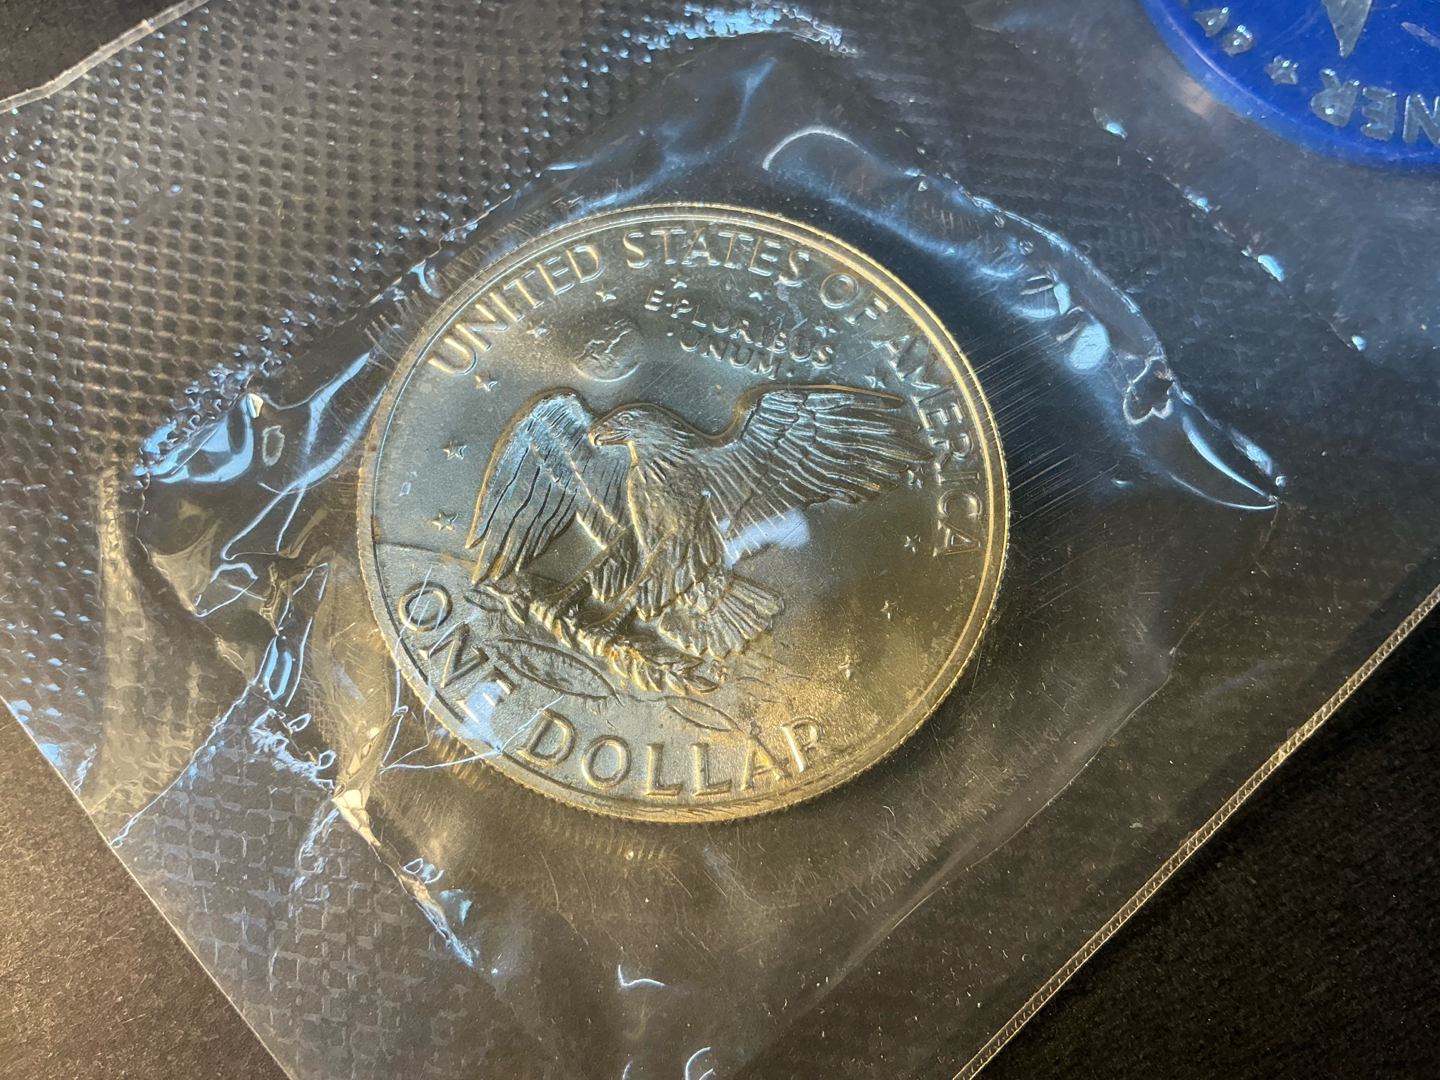 UNITED STATES OF AMERICA
E·PLURIBUS
·UNUM·
ONE DOLLAR